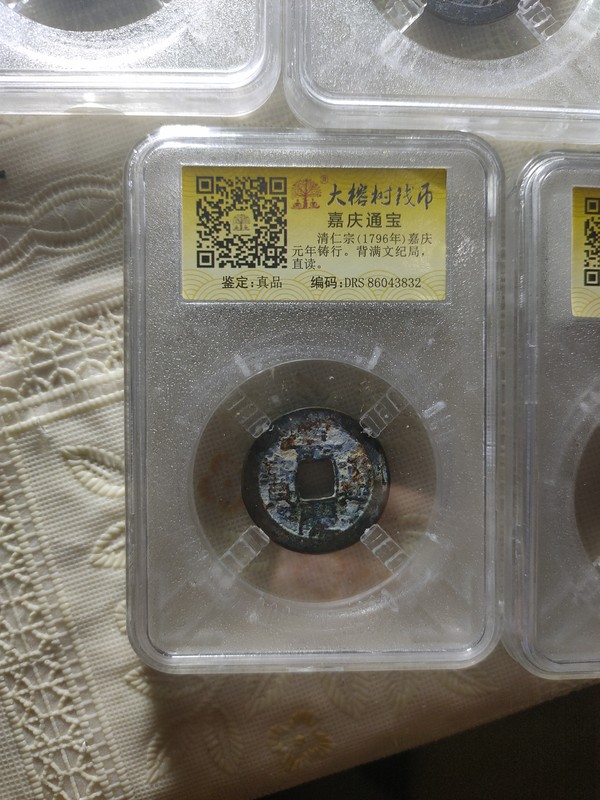 大榕树钱币
嘉庆通宝
清仁宗(1796年)嘉庆
元年铸行。背满文纪局，
直读。
鉴定:真品 编码:DRS 86043832